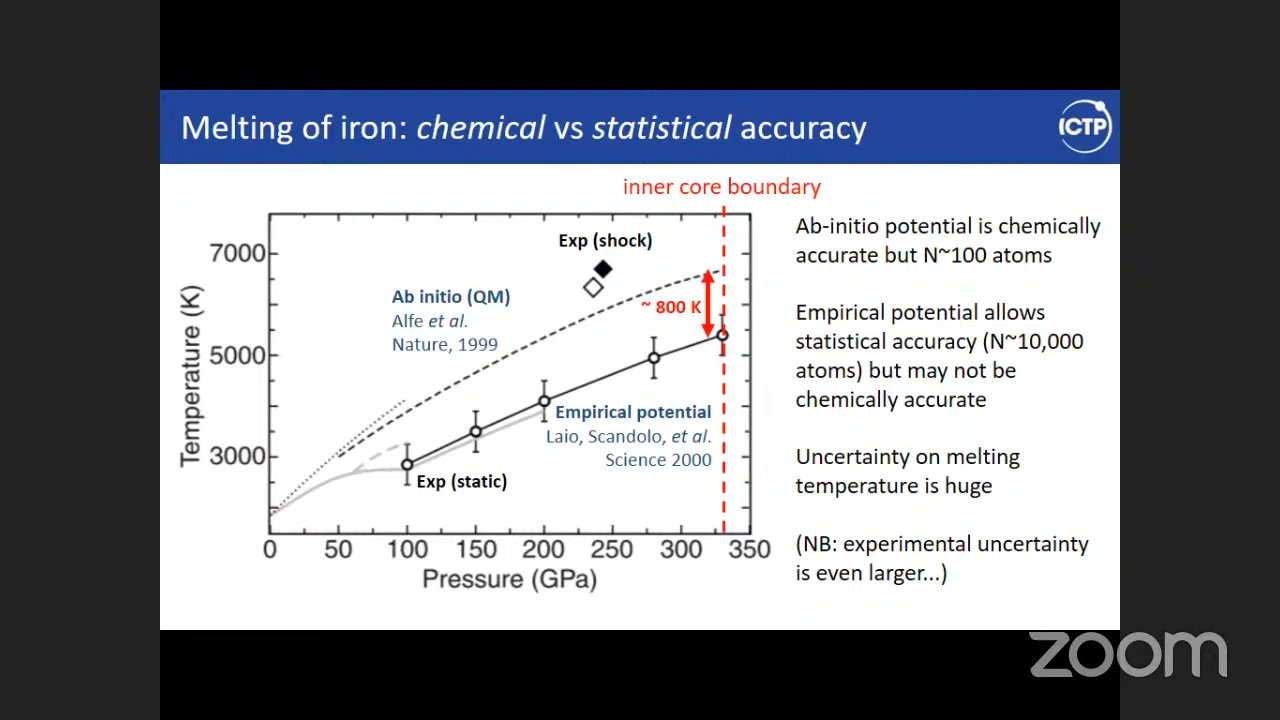 Melting of iron: chemical vs statistical accuracy
ICTP
inner core boundary
7000
5000
3000
Temperature (K)
Exp (shock)
Ab initio (QM)
Alfe et al.
Nature, 1999
~ 800 K
Empirical potential
Laio, Scandolo, et al.
Science 2000
Exp (static)
0 50 100 150 200 250 300 350
Pressure (GPa)
Ab-initio potential is chemically
accurate but N~100 atoms
Empirical potential allows
statistical accuracy (N~10,000
atoms) but may not be
chemically accurate
Uncertainty on melting
temperature is huge
(NB: experimental uncertainty
is even larger...)
zoom